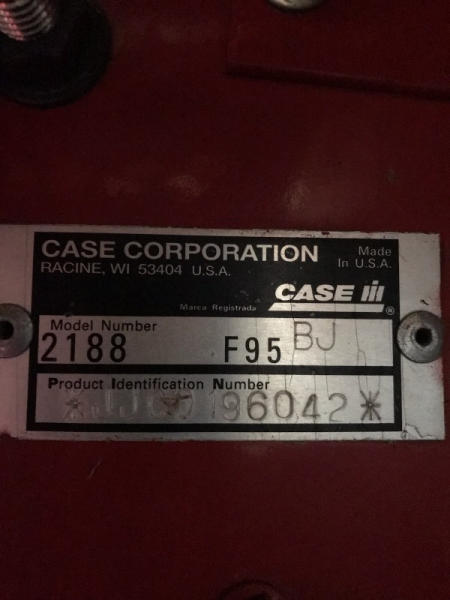 CASE CORPORATION
RACINE, WI 53404 U.S.A.
Made
In U.S.A.
CASE IH
®
Marca Registrada
Model Number
2188 F95 BJ
Product Identification Number
96042*